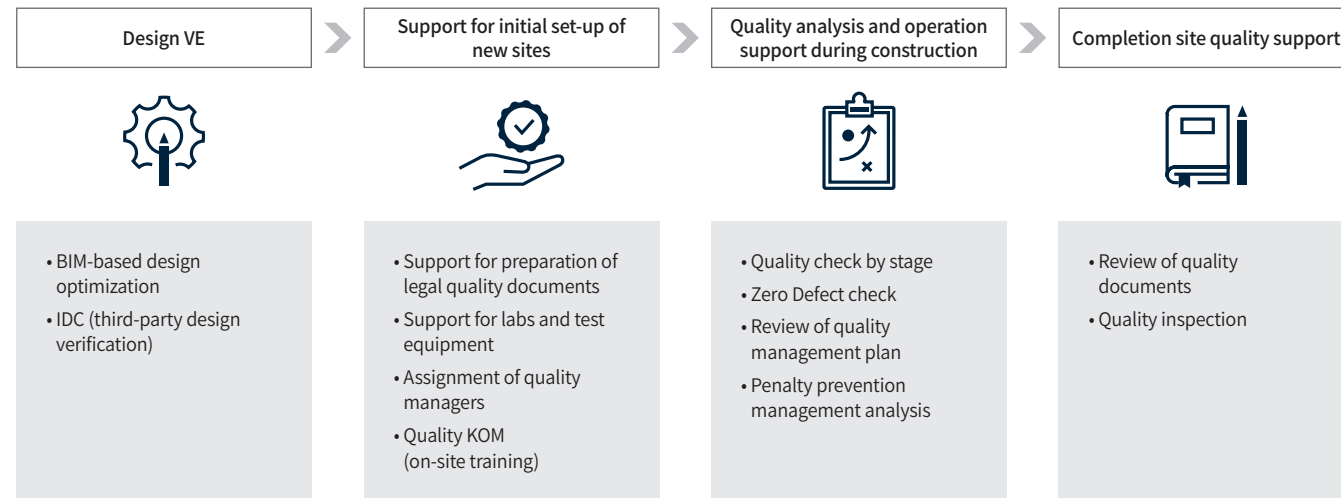 Design VE
Support for initial set-up of
new sites
Quality analysis and operation
support during construction
Completion site quality support
• BIM-based design
optimization
• IDC (third-party design
verification)
• Support for preparation of
legal quality documents
• Support for labs and test
equipment
• Assignment of quality
managers
• Quality KOM
(on-site training)
• Quality check by stage
• Zero Defect check
• Review of quality
management plan
• Penalty prevention
management analysis
• Review of quality
documents
• Quality inspection